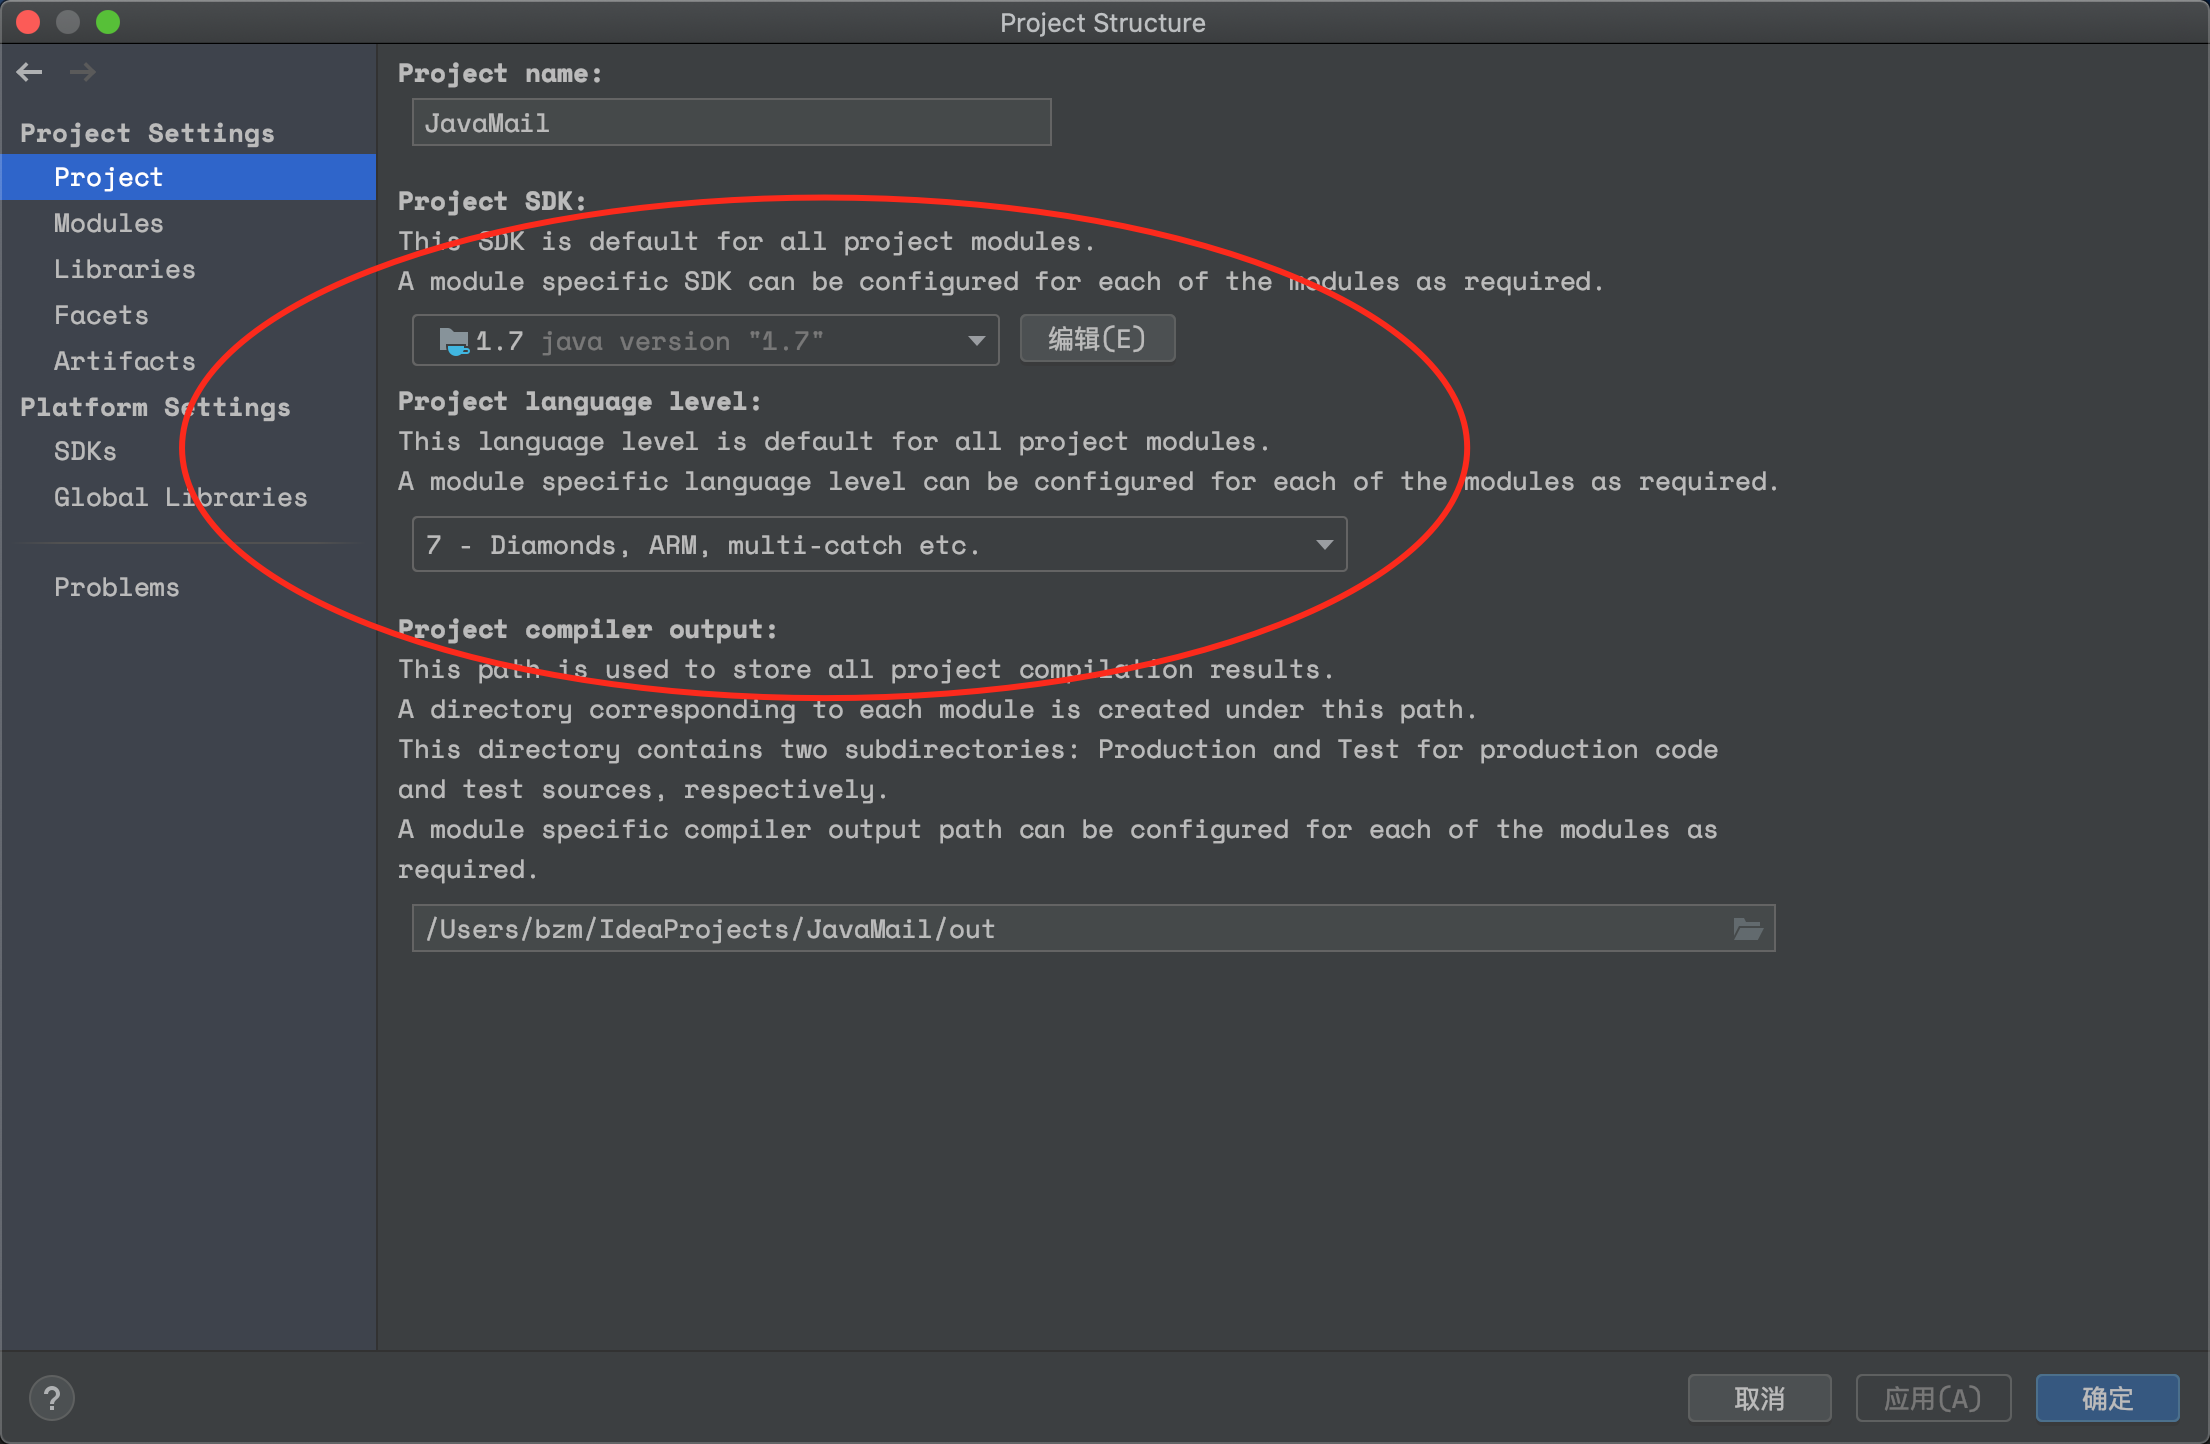 Project Structure
Project Settings
Project
Modules
Libraries
Facets
Artifacts
Platform Settings
SDKs
Global Libraries
Problems
Project name:
JavaMail
Project SDK:
This SDK is default for all project modules.
A module specific SDK can be configured for each of the modules as required.
1.7 java version "1.7"
编辑(E)
Project language level:
This language level is default for all project modules.
A module specific language level can be configured for each of the modules as required.
7 - Diamonds, ARM, multi-catch etc.
Project compiler output:
This path is used to store all project compilation results.
A directory corresponding to each module is created under this path.
This directory contains two subdirectories: Production and Test for production code
and test sources, respectively.
A module specific compiler output path can be configured for each of the modules as
required.
/Users/bzm/IdeaProjects/JavaMail/out
?
取消
应用(A)
确定